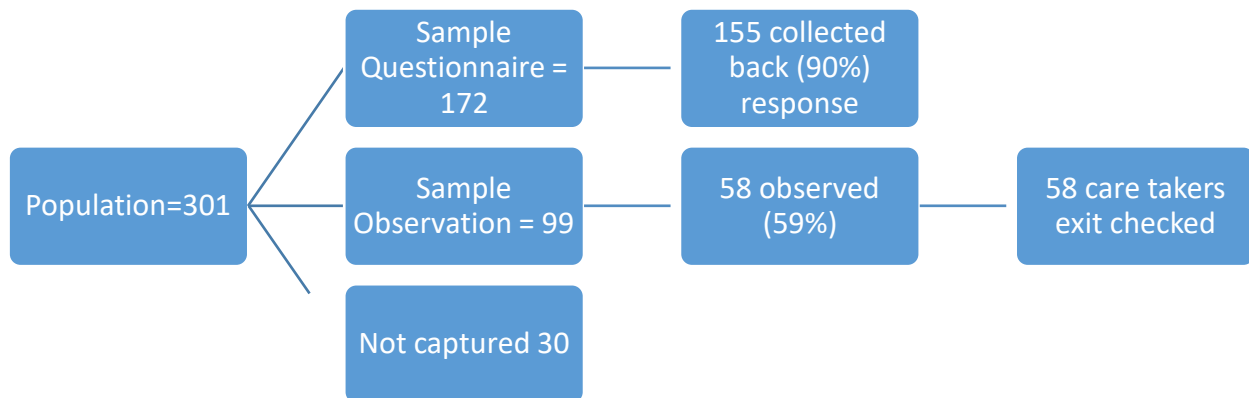 Population=301
Sample
Questionnaire =
172
155 collected
back (90%)
response
Sample
Observation = 99
58 observed
(59%)
58 care takers
exit checked
Not captured 30